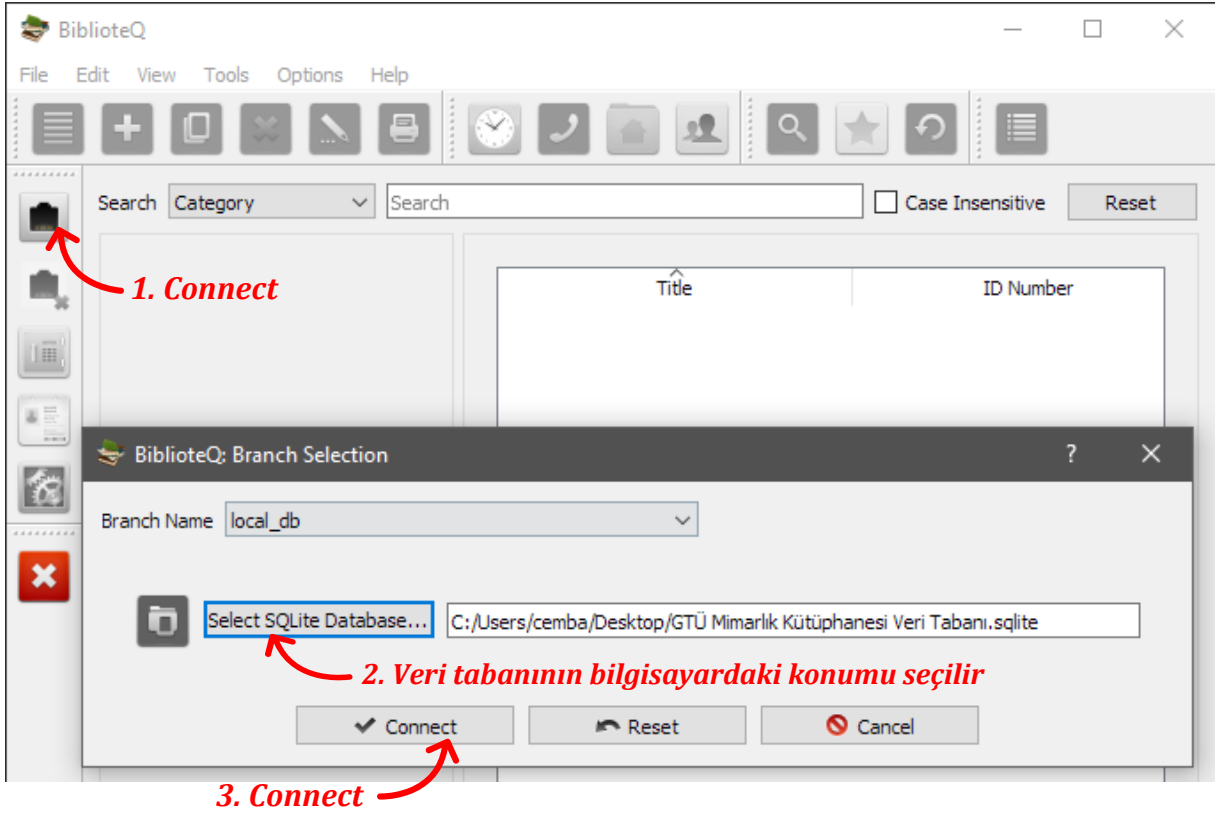 BiblioteQ
File Edit View Tools Options Help
Search Category Search Case Insensitive Reset
1. Connect
Title ID Number
BiblioteQ: Branch Selection ?
Branch Name local_db
Select SQLite Database... C:/Users/cemba/Desktop/GTÜ Mimarlık Kütüphanesi Veri Tabanı.sqlite
2. Veri tabanının bilgisayardaki konumu seçilir
Connect Reset Cancel
3. Connect